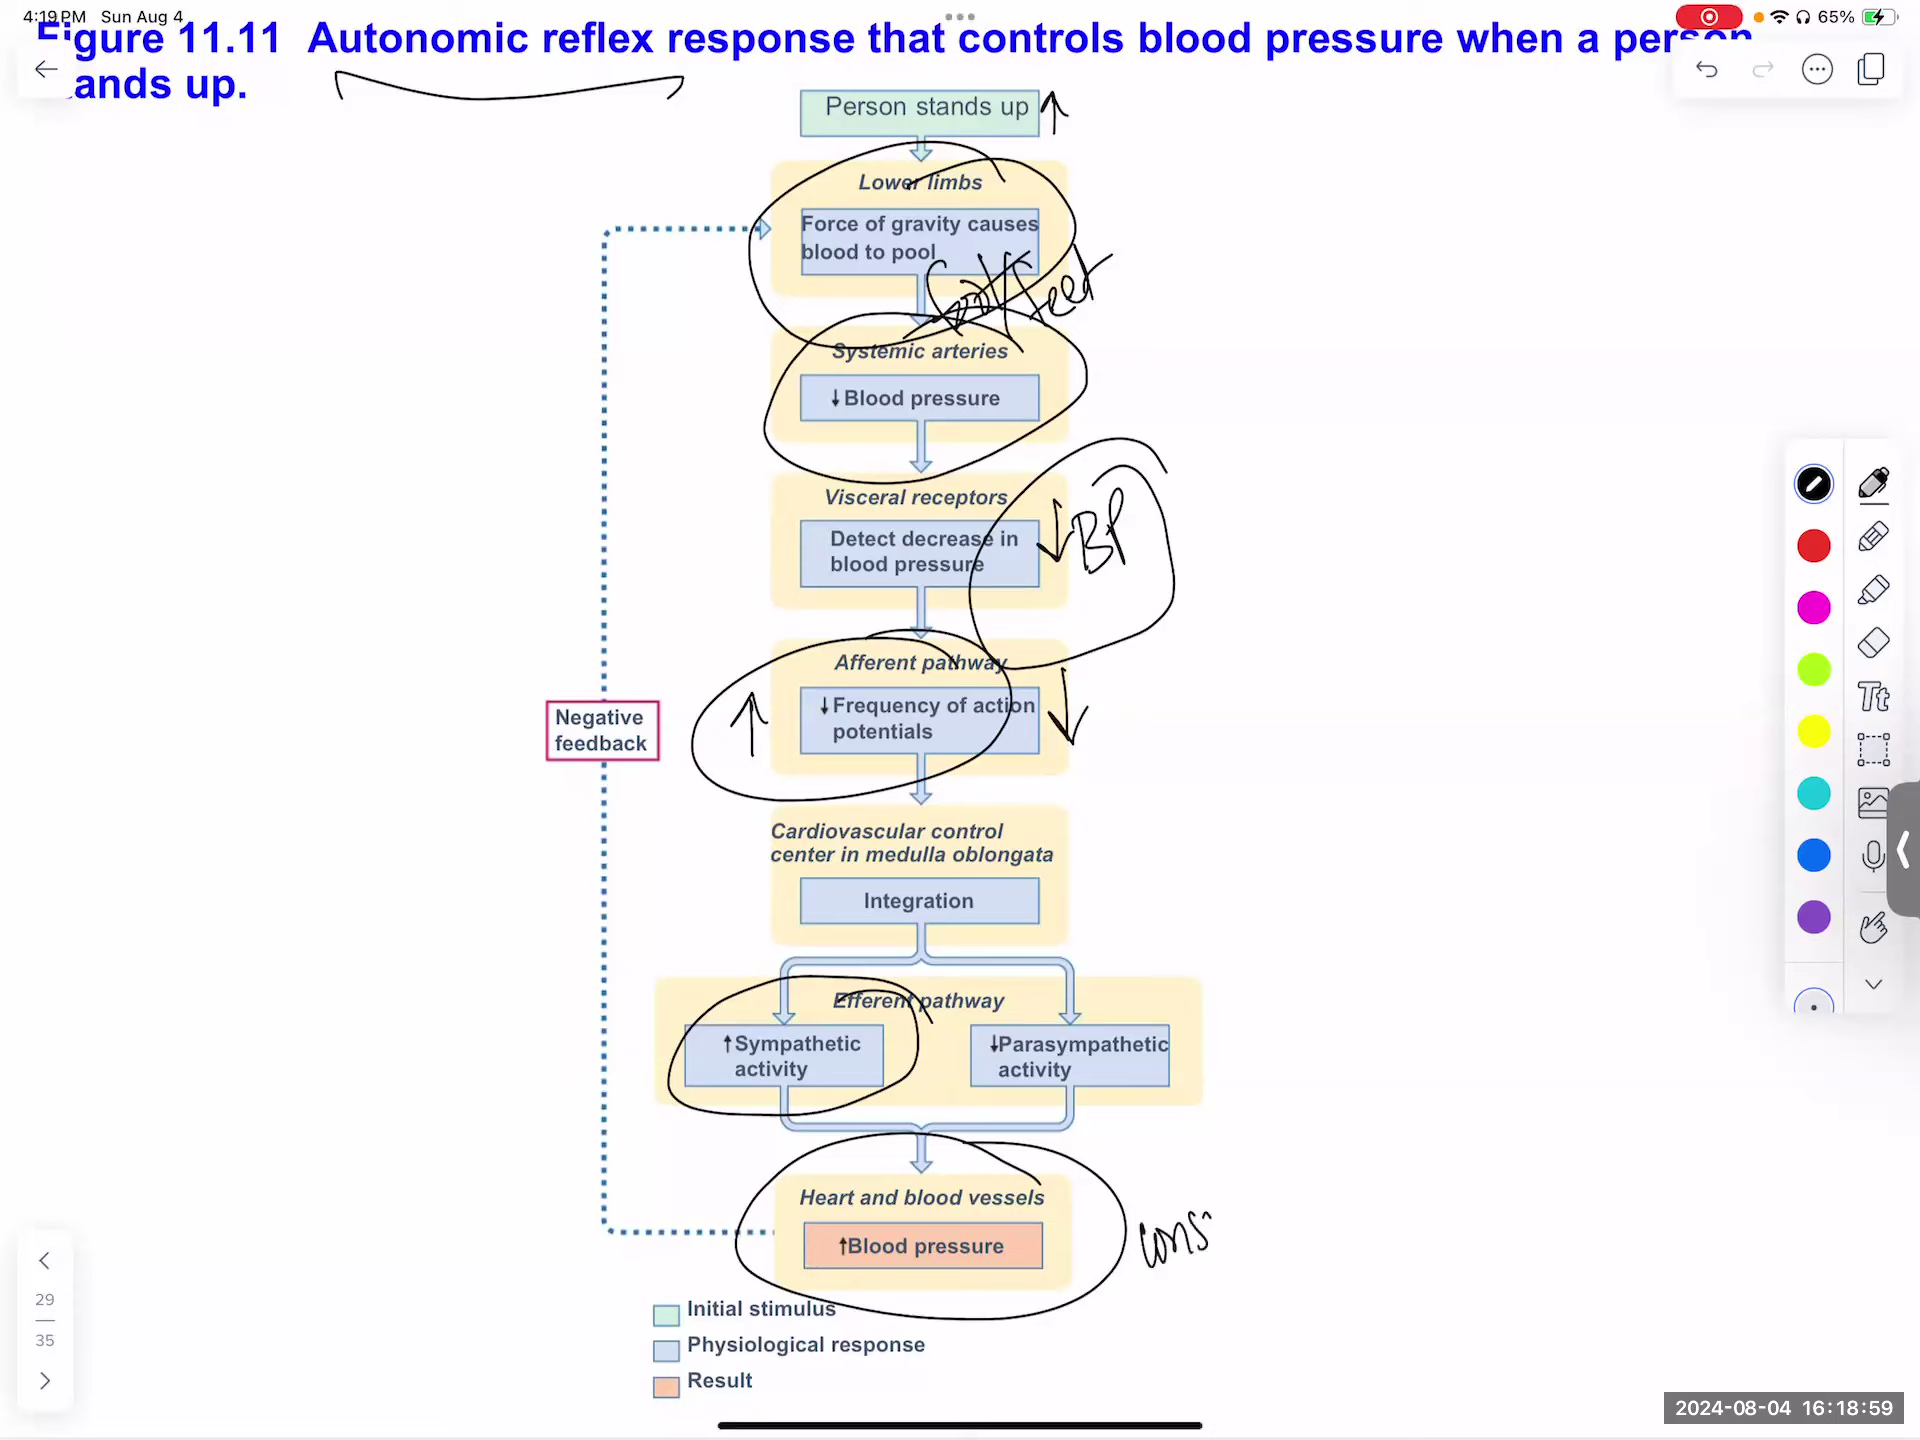 4:19 PM Sun Aug 4
65%
Figure 11.11 Autonomic reflex response that controls blood pressure when a person
stands up.
Person stands up
Lower limbs
Force of gravity causes
blood to pool
feet
Systemic arteries
↓Blood pressure
Visceral receptors
Detect decrease in
blood pressure
↓BP
Afferent pathway
↓Frequency of action
potentials
Negative
feedback
Cardiovascular control
center in medulla oblongata
Integration
Efferent pathway
↑Sympathetic
activity
↓Parasympathetic
activity
Heart and blood vessels
↑Blood pressure
cons
Initial stimulus
Physiological response
Result
29
35
Tt
2024-08-04 16:18:59